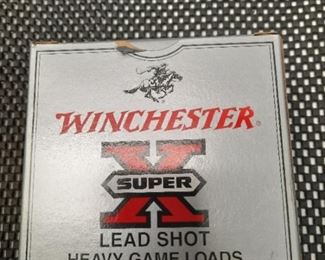 WINCHESTER®
SUPER X
LEAD SHOT
HEAVY GAME LOADS